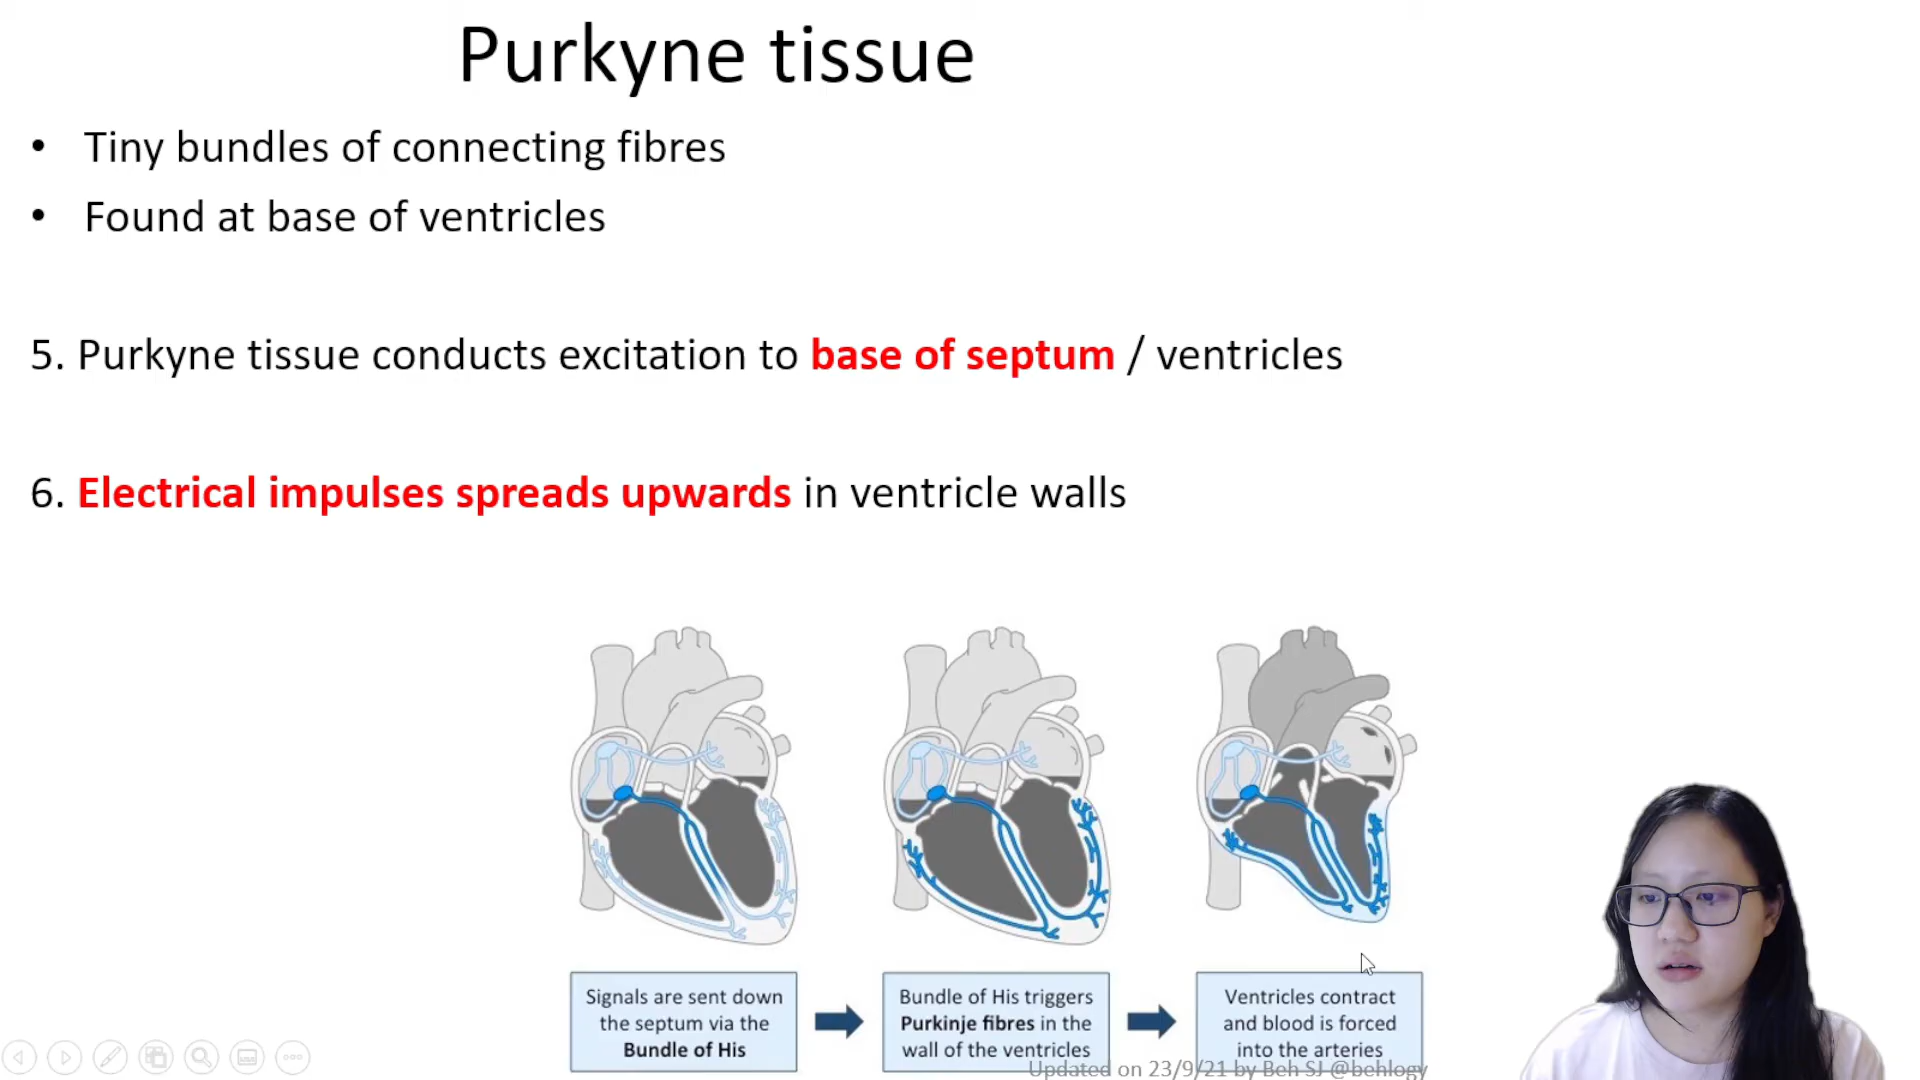 Purkyne tissue
• Tiny bundles of connecting fibres
• Found at base of ventricles
5. Purkyne tissue conducts excitation to base of septum / ventricles
6. Electrical impulses spreads upwards in ventricle walls
Signals are sent down
the septum via the
Bundle of His
Bundle of His triggers
Purkinje fibres in the
wall of the ventricles
Ventricles contract
and blood is forced
into the arteries
Updated on 23/9/21 by Beh SJ @behlogy